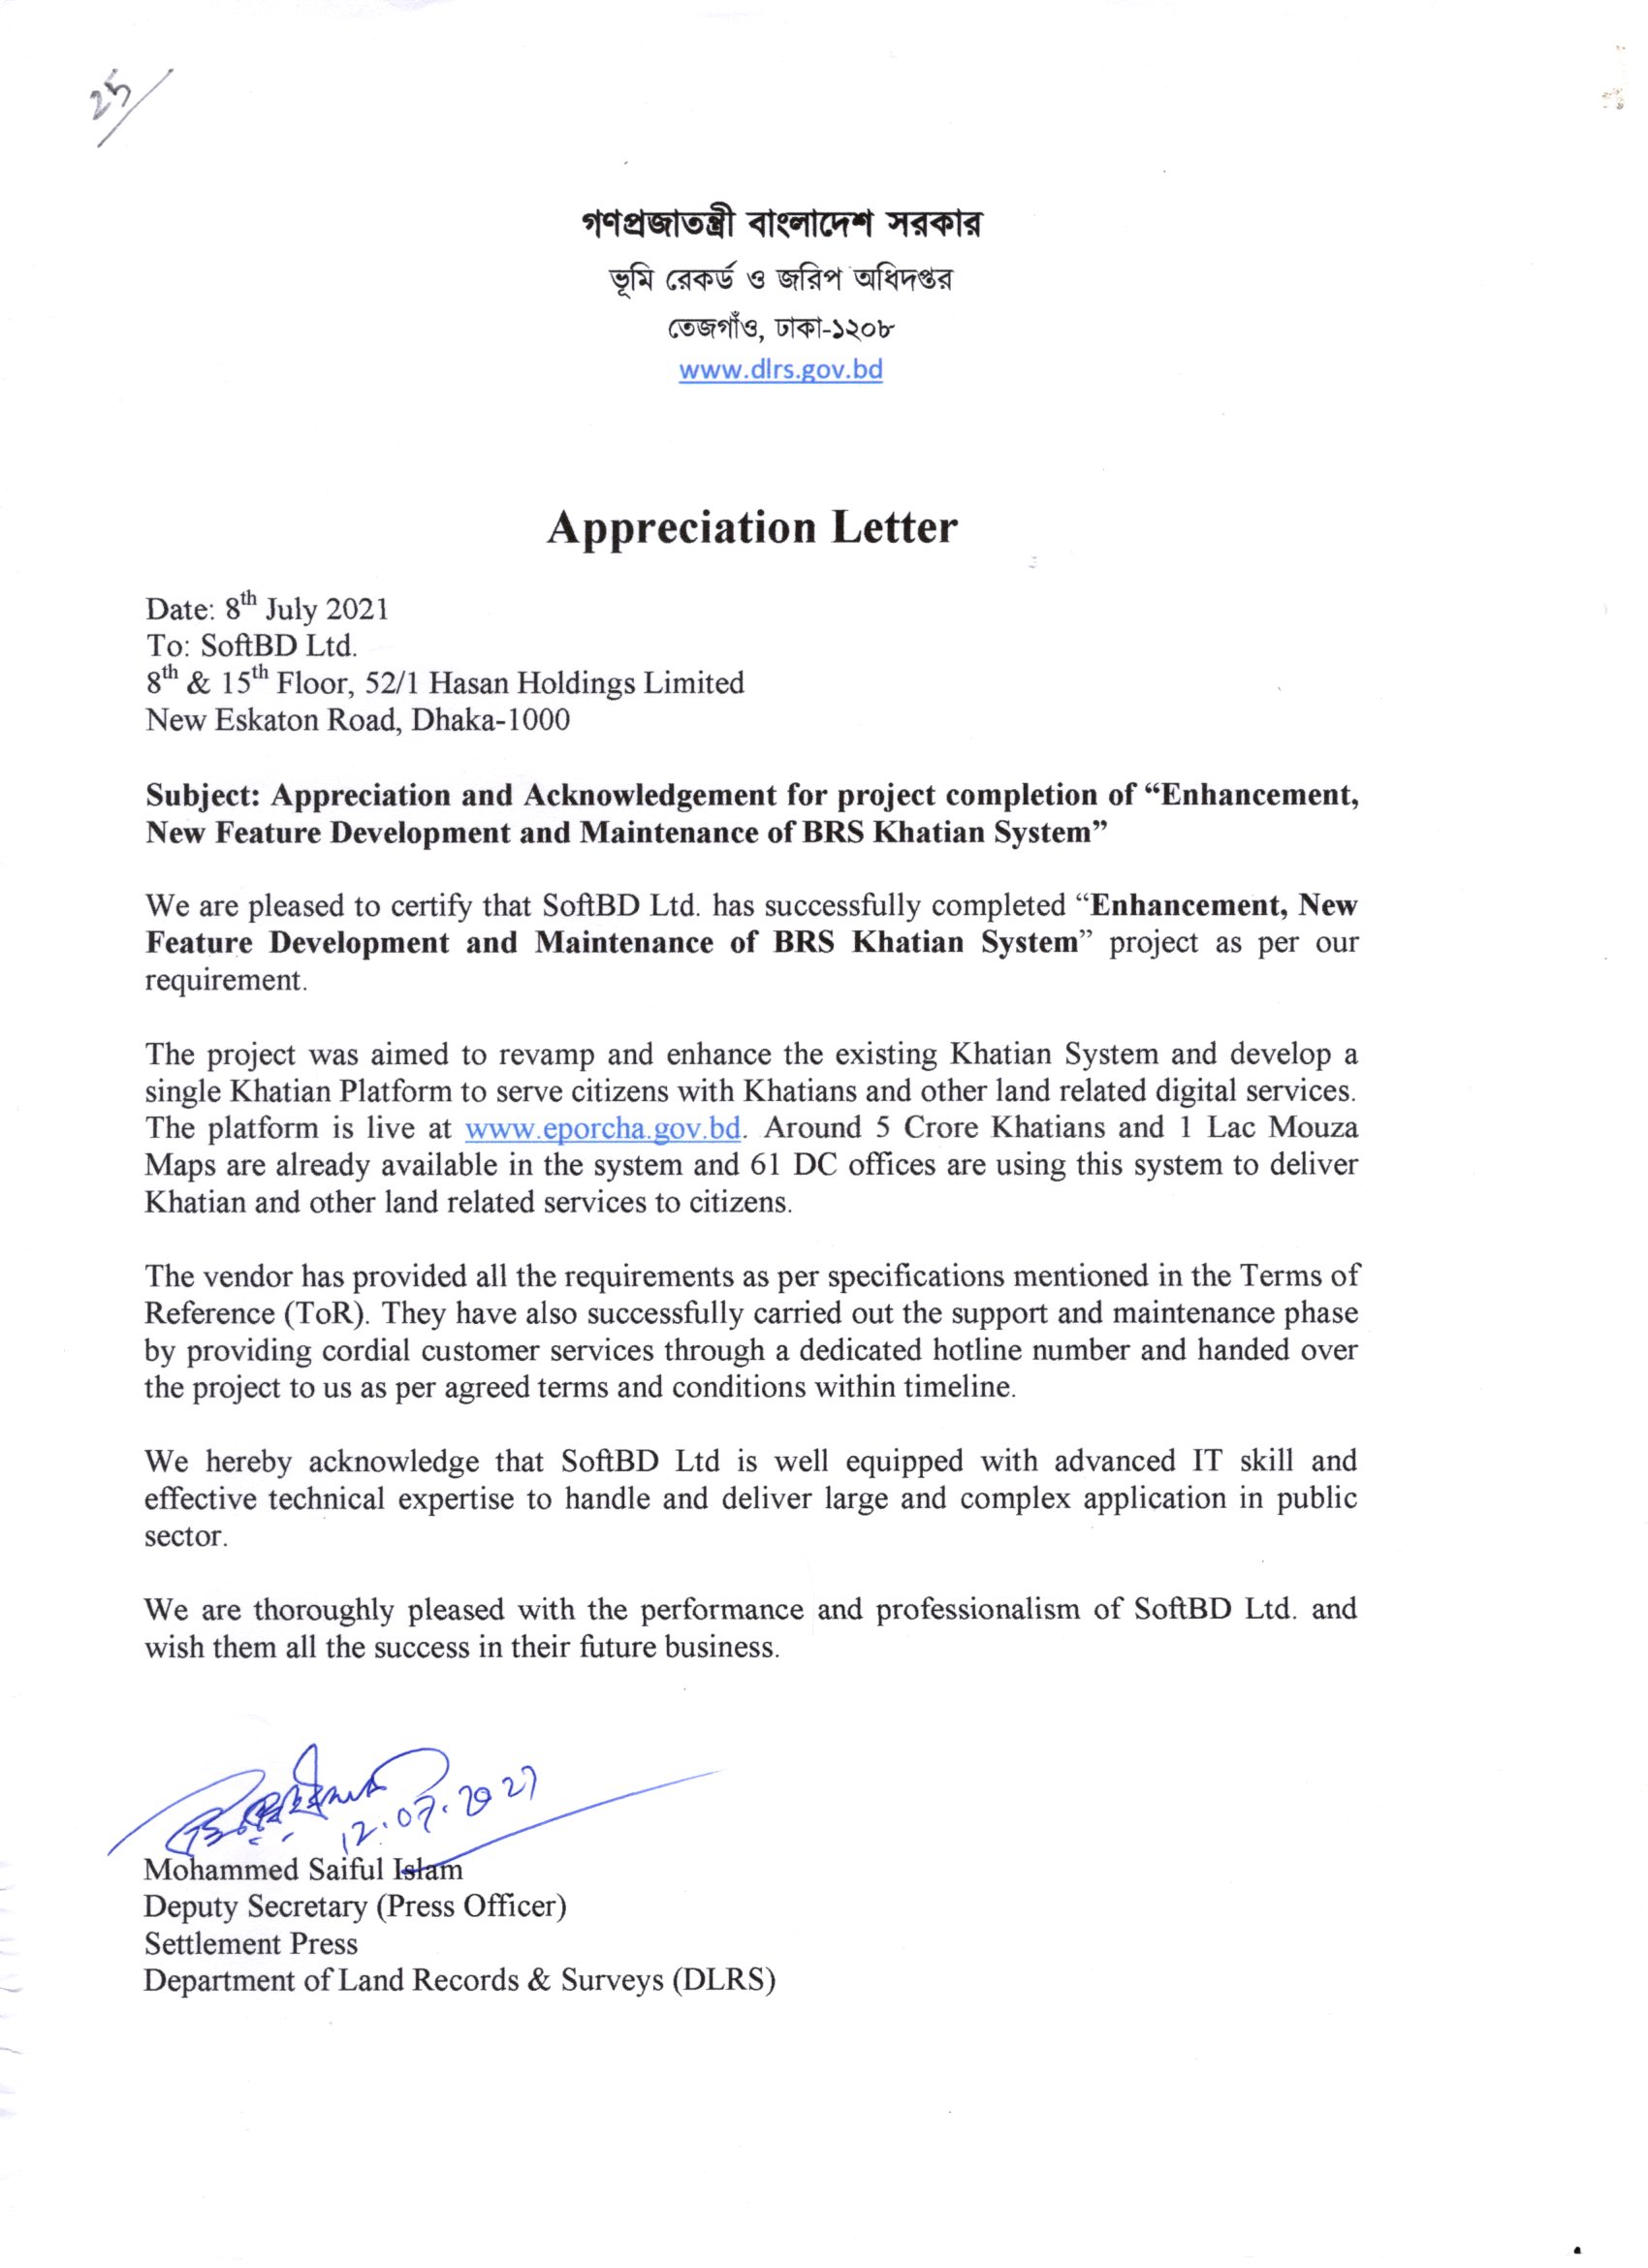 25
গণপ্রজাতন্ত্রী বাংলাদেশ সরকার
ভূমি রেকর্ড ও জরিপ অধিদপ্তর
তেজগাঁও, ঢাকা-১২০৮
www.dlrs.gov.bd
Appreciation Letter
Date: 8th July 2021
To: SoftBD Ltd.
8th & 15th Floor, 52/1 Hasan Holdings Limited
New Eskaton Road, Dhaka-1000
Subject: Appreciation and Acknowledgement for project completion of “Enhancement,
New Feature Development and Maintenance of BRS Khatian System”
We are pleased to certify that SoftBD Ltd. has successfully completed “Enhancement, New
Feature Development and Maintenance of BRS Khatian System” project as per our
requirement.
The project was aimed to revamp and enhance the existing Khatian System and develop a
single Khatian Platform to serve citizens with Khatians and other land related digital services.
The platform is live at www.eporcha.gov.bd. Around 5 Crore Khatians and 1 Lac Mouza
Maps are already available in the system and 61 DC offices are using this system to deliver
Khatian and other land related services to citizens.
The vendor has provided all the requirements as per specifications mentioned in the Terms of
Reference (ToR). They have also successfully carried out the support and maintenance phase
by providing cordial customer services through a dedicated hotline number and handed over
the project to us as per agreed terms and conditions within timeline.
We hereby acknowledge that SoftBD Ltd is well equipped with advanced IT skill and
effective technical expertise to handle and deliver large and complex application in public
sector.
We are thoroughly pleased with the performance and professionalism of SoftBD Ltd. and
wish them all the success in their future business.
12.07.2021
Mohammed Saiful Islam
Deputy Secretary (Press Officer)
Settlement Press
Department of Land Records & Surveys (DLRS)